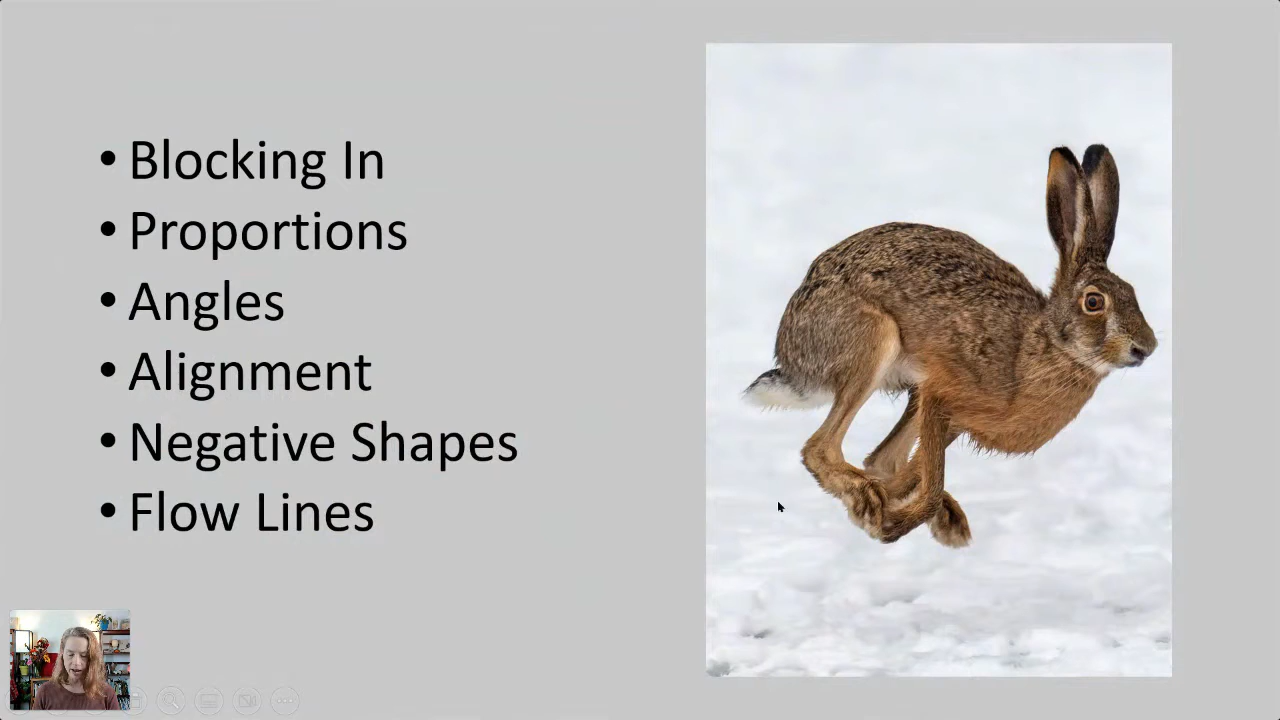 • Blocking In
• Proportions
• Angles
• Alignment
• Negative Shapes
• Flow Lines